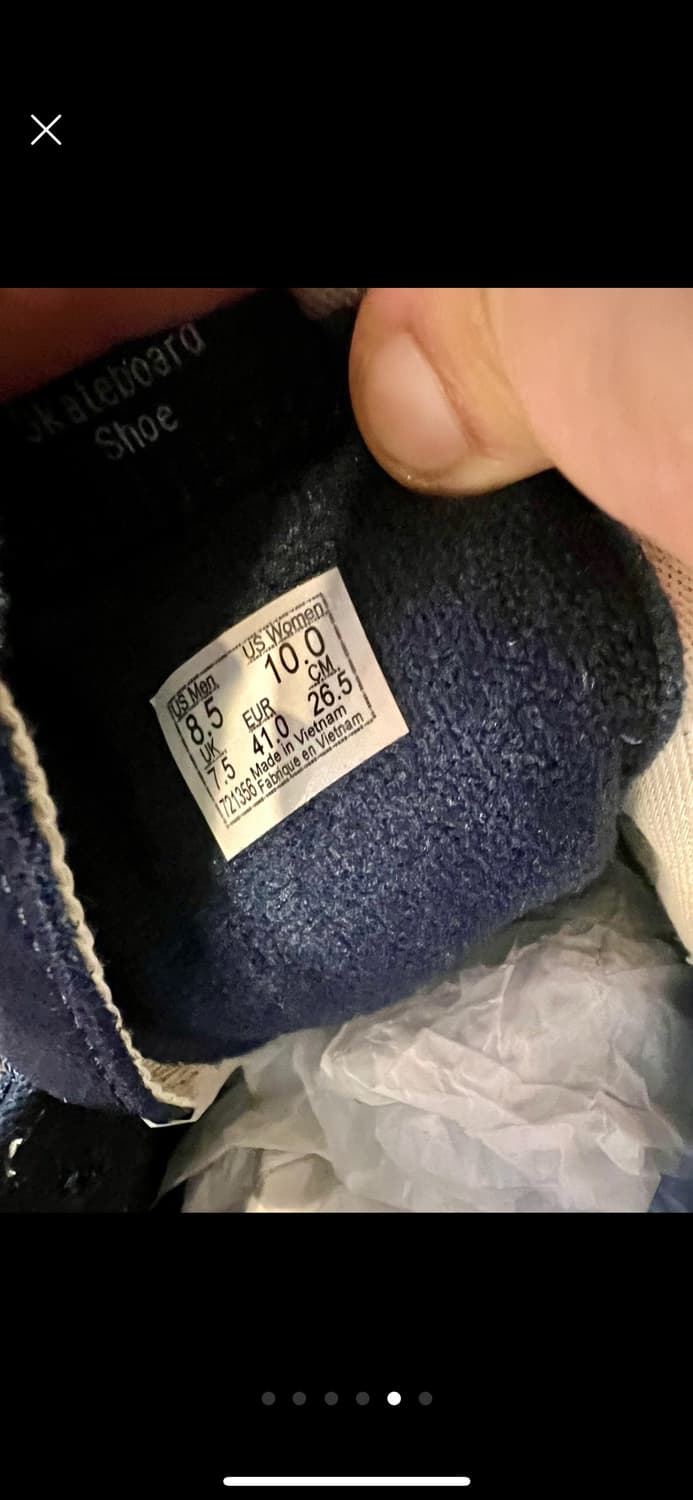 Skateboard
Shoe
US Men US Women
8.5 10.0
UK EUR CM
7.5 41.0 26.5
Made in Vietnam
721356 Fabrique en Vietnam